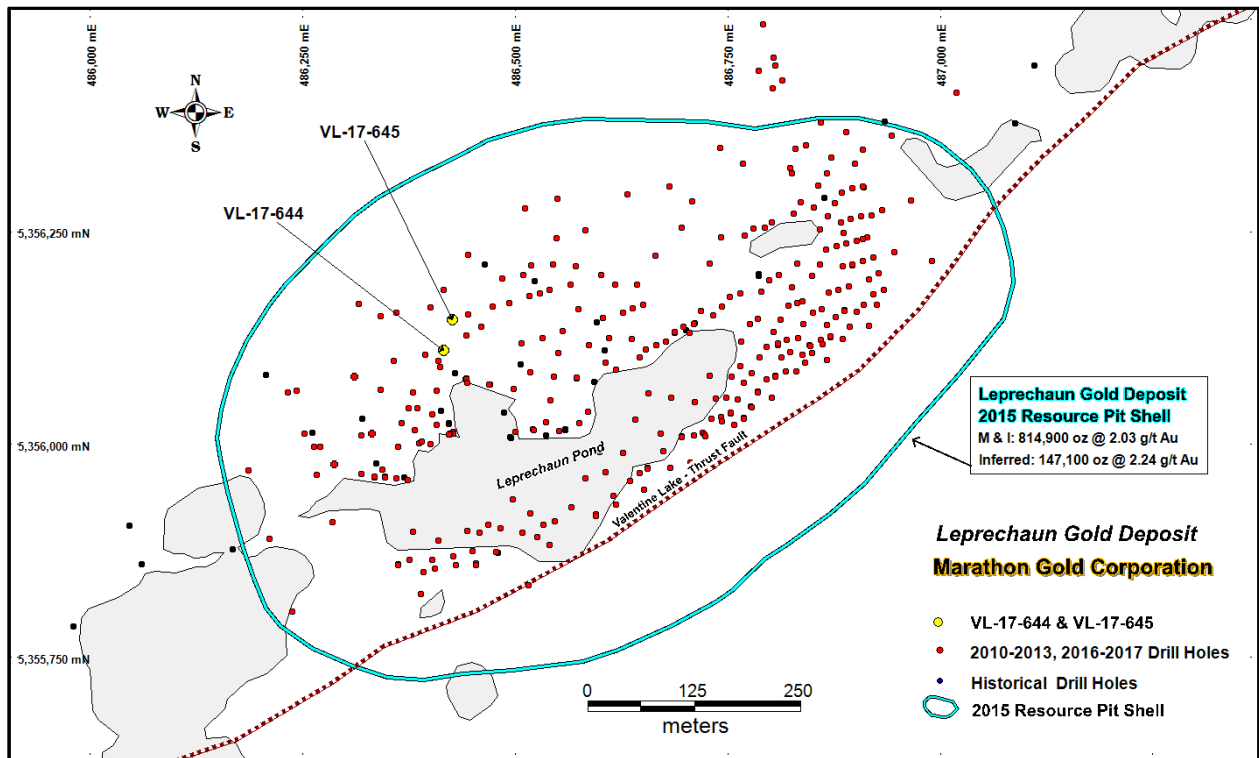 486,000 mE
486,250 mE
486,500 mE
486,750 mE
487,000 mE
N
W E
S
VL-17-645
VL-17-644
5,356,250 mN
5,356,000 mN
5,355,750 mN
Leprechaun Pond
Valentine Lake - Thrust Fault
Leprechaun Gold Deposit
2015 Resource Pit Shell
M & I: 814,900 oz @ 2.03 g/t Au
Inferred: 147,100 oz @ 2.24 g/t Au
Leprechaun Gold Deposit
Marathon Gold Corporation
VL-17-644 & VL-17-645
2010-2013, 2016-2017 Drill Holes
Historical Drill Holes
2015 Resource Pit Shell
0 125 250
meters